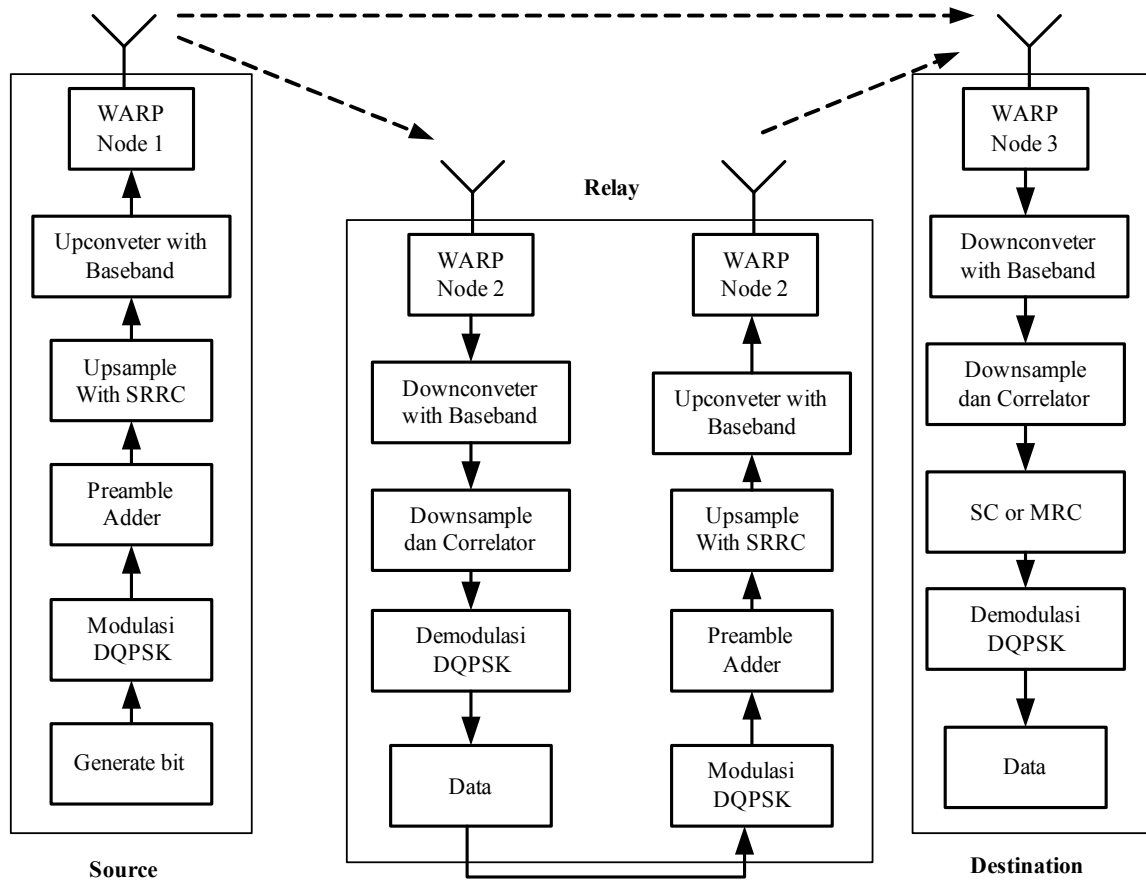 WARP
Node 1
Upconveter with
Baseband
Upsample
With SRRC
Preamble
Adder
Modulasi
DQPSK
Generate bit
Source
Relay
WARP
Node 2
Downconveter
with Baseband
Downsample
dan Correlator
Demodulasi
DQPSK
Data
WARP
Node 2
Upconveter with
Baseband
Upsample
With SRRC
Preamble
Adder
Modulasi
DQPSK
WARP
Node 3
Downconveter
with Baseband
Downsample
dan Correlator
SC or MRC
Demodulasi
DQPSK
Data
Destination